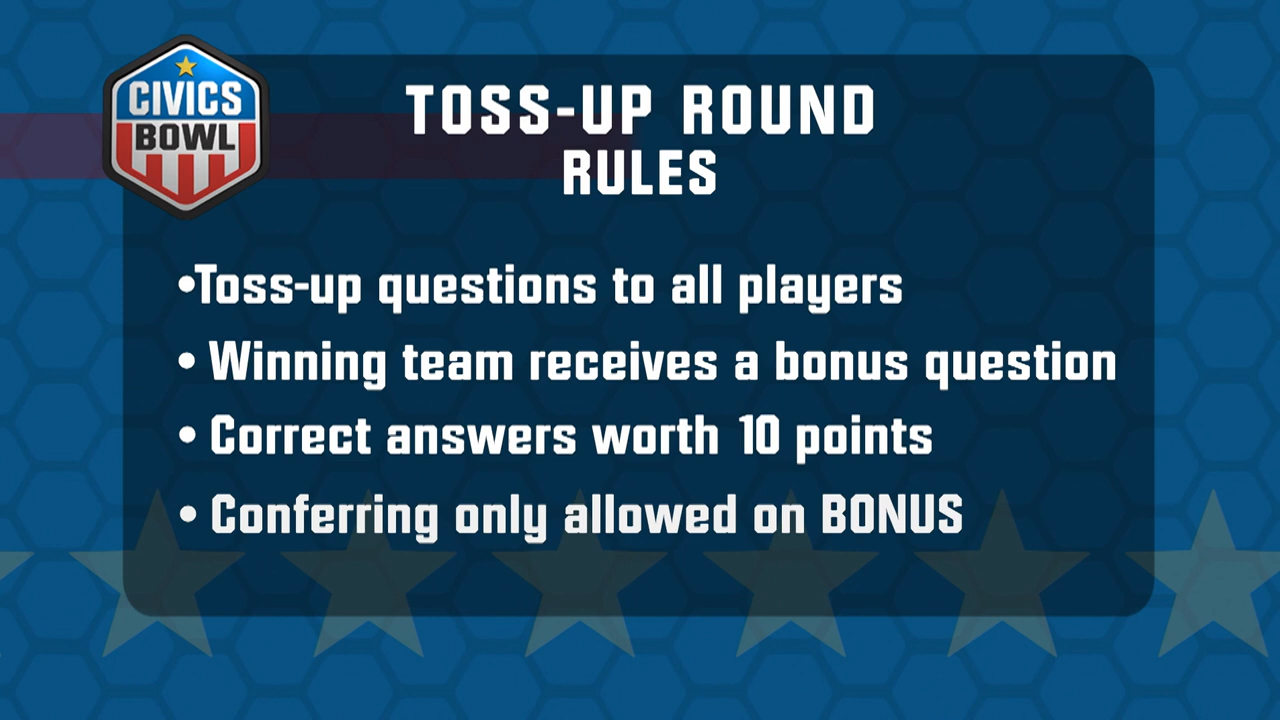 CIVICS
BOWL
TOSS-UP ROUND
RULES
•Toss-up questions to all players
• Winning team receives a bonus question
• Correct answers worth 10 points
• Conferring only allowed on BONUS